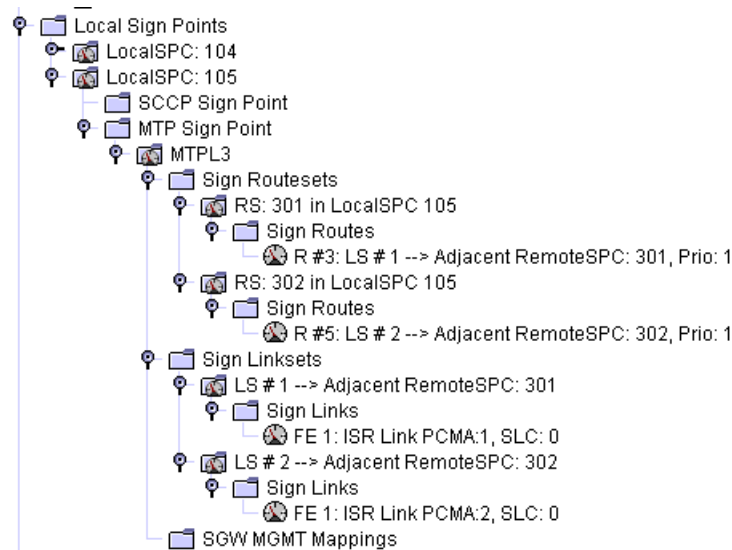 Local Sign Points
LocalSPC: 104
LocalSPC: 105
SCCP Sign Point
MTP Sign Point
MTPL3
Sign Routesets
RS: 301 in LocalSPC 105
Sign Routes
R #3: LS # 1 --> Adjacent RemoteSPC: 301, Prio: 1
RS: 302 in LocalSPC 105
Sign Routes
R #5: LS # 2 --> Adjacent RemoteSPC: 302, Prio: 1
Sign Linksets
LS # 1 --> Adjacent RemoteSPC: 301
Sign Links
FE 1: ISR Link PCMA:1, SLC: 0
LS # 2 --> Adjacent RemoteSPC: 302
Sign Links
FE 1: ISR Link PCMA:2, SLC: 0
SGW MGMT Mappings